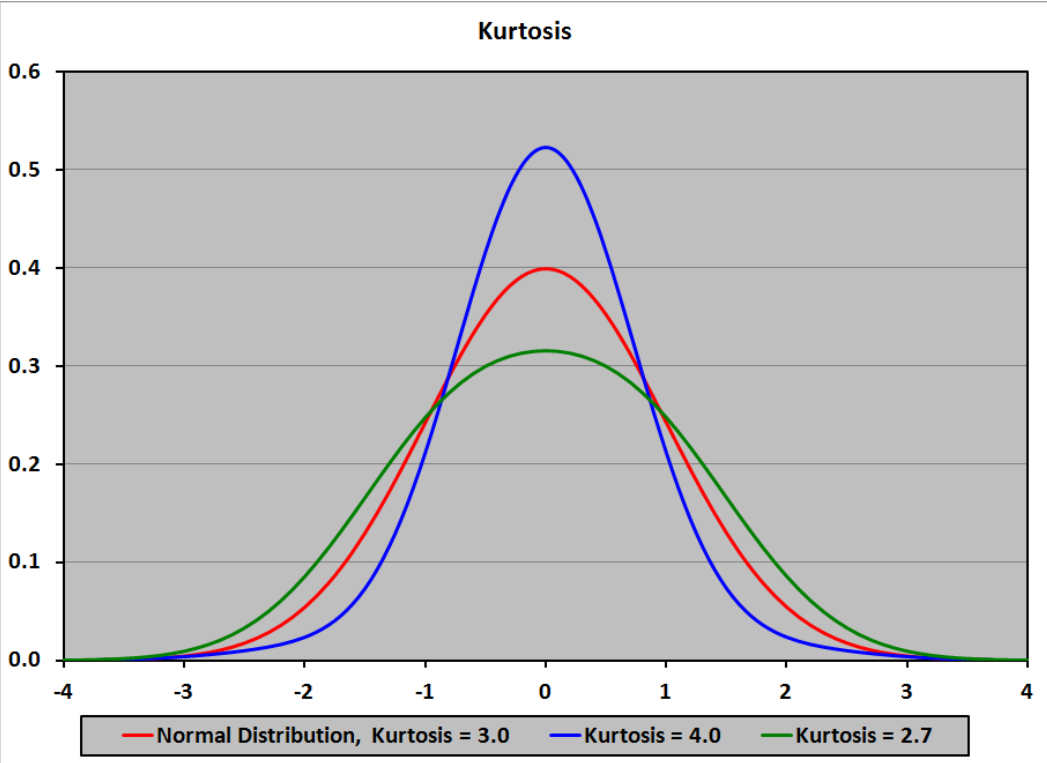 Kurtosis
0.6
0.5
0.4
0.3
0.2
0.1
0.0
-4 -3 -2 -1 0 1 2 3 4
Normal Distribution,  Kurtosis = 3.0 Kurtosis = 4.0 Kurtosis = 2.7